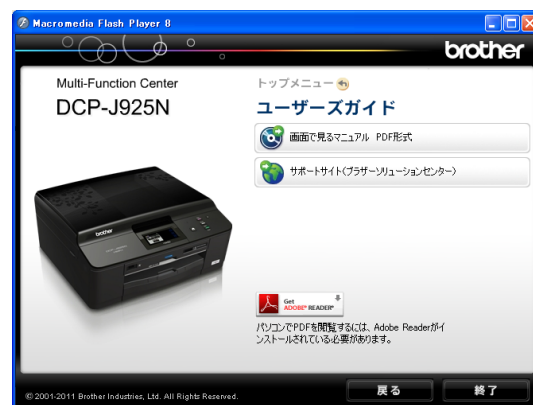 Macromedia Flash Player 8
brother
Multi-Function Center
DCP-J925N
トップメニュー
ユーザーズガイド
画面で見るマニュアル PDF形式
サポートサイト(ブラザーソリューションセンター)
brother
Get
ADOBE® READER®
パソコンでPDFを閲覧するには、Adobe Readerがイ
ンストールされている必要があります。
© 2001-2011 Brother Industries, Ltd. All Rights Reserved.
戻る
終了